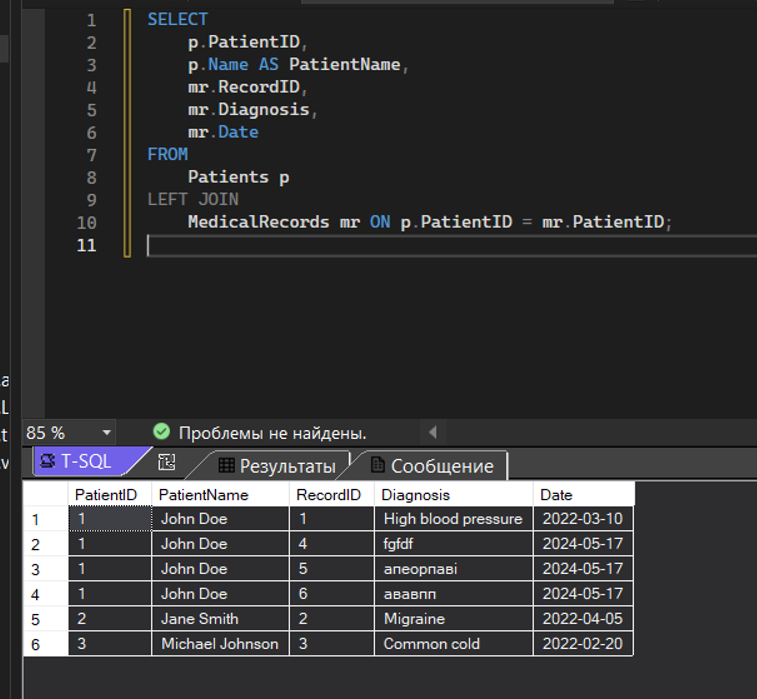 1 SELECT
2 p.PatientID,
3 p.Name AS PatientName,
4 mr.RecordID,
5 mr.Diagnosis,
6 mr.Date
7 FROM
8 Patients p
9 LEFT JOIN
10 MedicalRecords mr ON p.PatientID = mr.PatientID;
11
85 % Проблемы не найдены.
T-SQL Результаты Сообщение
PatientID PatientName RecordID Diagnosis Date
1 1 John Doe 1 High blood pressure 2022-03-10
2 1 John Doe 4 fgfdf 2024-05-17
3 1 John Doe 5 апеорпаві 2024-05-17
4 1 John Doe 6 ававпп 2024-05-17
5 2 Jane Smith 2 Migraine 2022-04-05
6 3 Michael Johnson 3 Common cold 2022-02-20